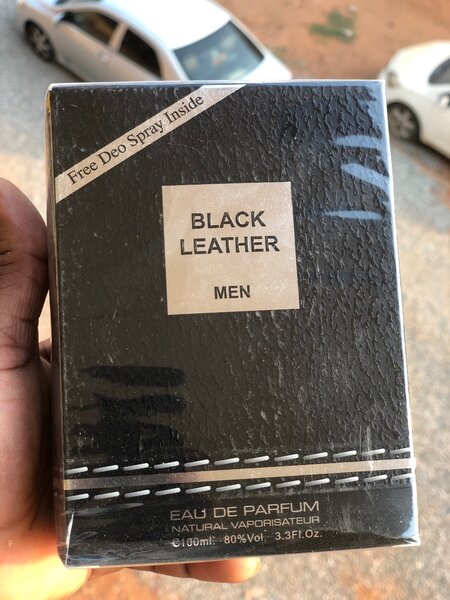 Free Deo Spray Inside
BLACK
LEATHER
MEN
EAU DE PARFUM
NATURAL VAPORISATEUR
℮100ml. 80%Vol. 3.3Fl.Oz.